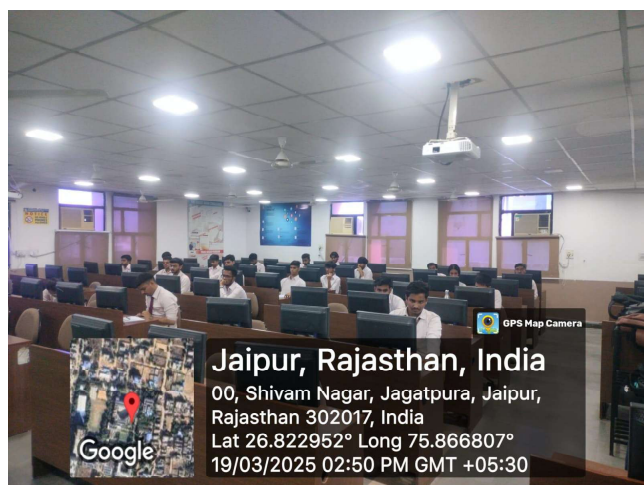 GPS Map Camera
Jaipur, Rajasthan, India
00, Shivam Nagar, Jagatpura, Jaipur,
Rajasthan 302017, India
Lat 26.822952° Long 75.866807°
19/03/2025 02:50 PM GMT +05:30
Google